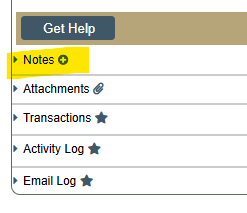 Get Help
Notes
Attachments
Transactions
Activity Log
Email Log